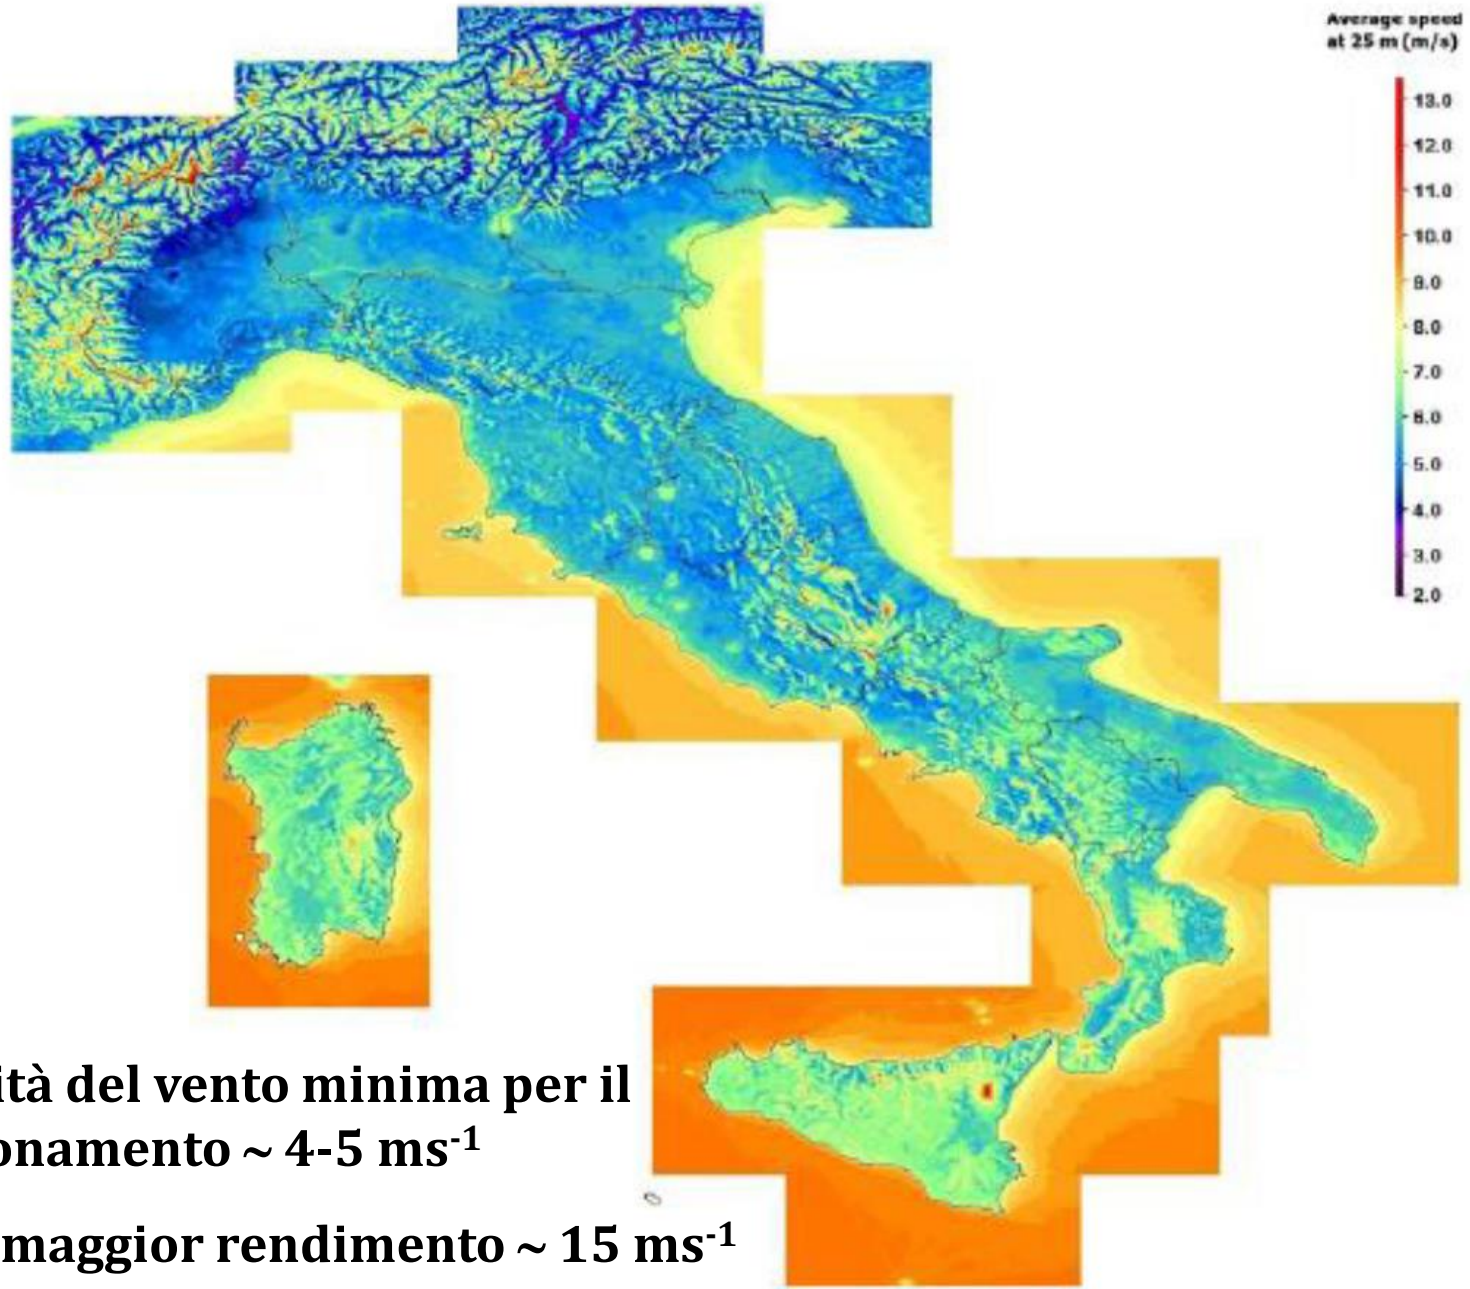 Average speed
at 25 m (m/s)
13.0
12.0
11.0
10.0
9.0
8.0
7.0
6.0
5.0
4.0
3.0
2.0
ità del vento minima per il
onamento ~ 4-5 ms⁻¹
maggior rendimento ~ 15 ms⁻¹